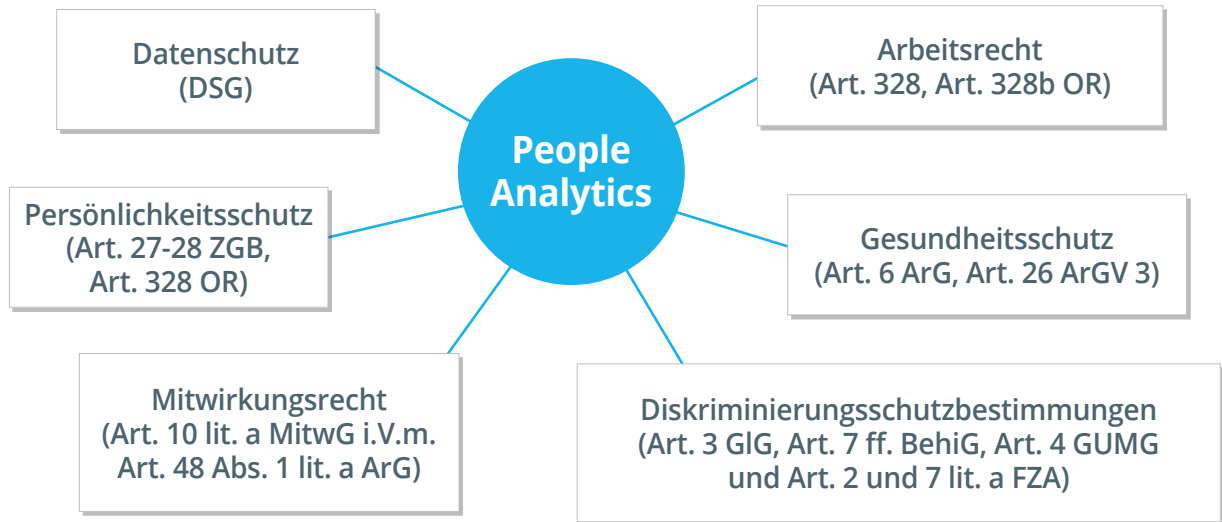 Datenschutz
(DSG)
Arbeitsrecht
(Art. 328, Art. 328b OR)
People
Analytics
Persönlichkeitsschutz
(Art. 27-28 ZGB,
Art. 328 OR)
Gesundheitsschutz
(Art. 6 ArG, Art. 26 ArGV 3)
Mitwirkungsrecht
(Art. 10 lit. a MitwG i.V.m.
Art. 48 Abs. 1 lit. a ArG)
Diskriminierungsschutzbestimmungen
(Art. 3 GlG, Art. 7 ff. BehiG, Art. 4 GUMG
und Art. 2 und 7 lit. a FZA)